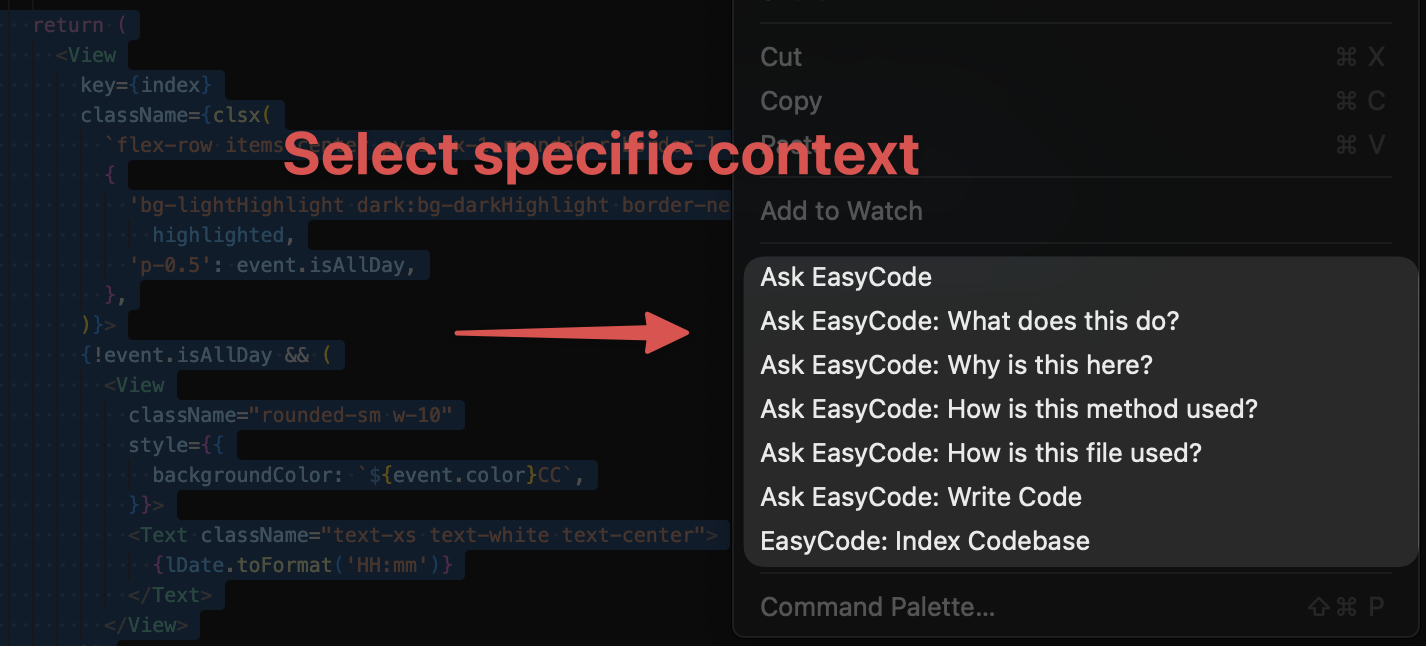 return (
<View
key={index}
className={clsx(
`flex-row items-center
{
'bg-lightHighlight dark:bg-darkHighlight border-ne
highlighted,
'p-0.5': event.isAllDay,
},
)}>
{!event.isAllDay && (
<View
className="rounded-sm w-10"
style={{
backgroundColor: `${event.color}CC`,
}}>
<Text className="text-xs text-white text-center">
{lDate.toFormat('HH:mm')}
</Text>
</View>
Select specific context
Cut ⌘ X
Copy ⌘ C
Paste ⌘ V
Add to Watch
Ask EasyCode
Ask EasyCode: What does this do?
Ask EasyCode: Why is this here?
Ask EasyCode: How is this method used?
Ask EasyCode: How is this file used?
Ask EasyCode: Write Code
EasyCode: Index Codebase
Command Palette... ⇧⌘ P